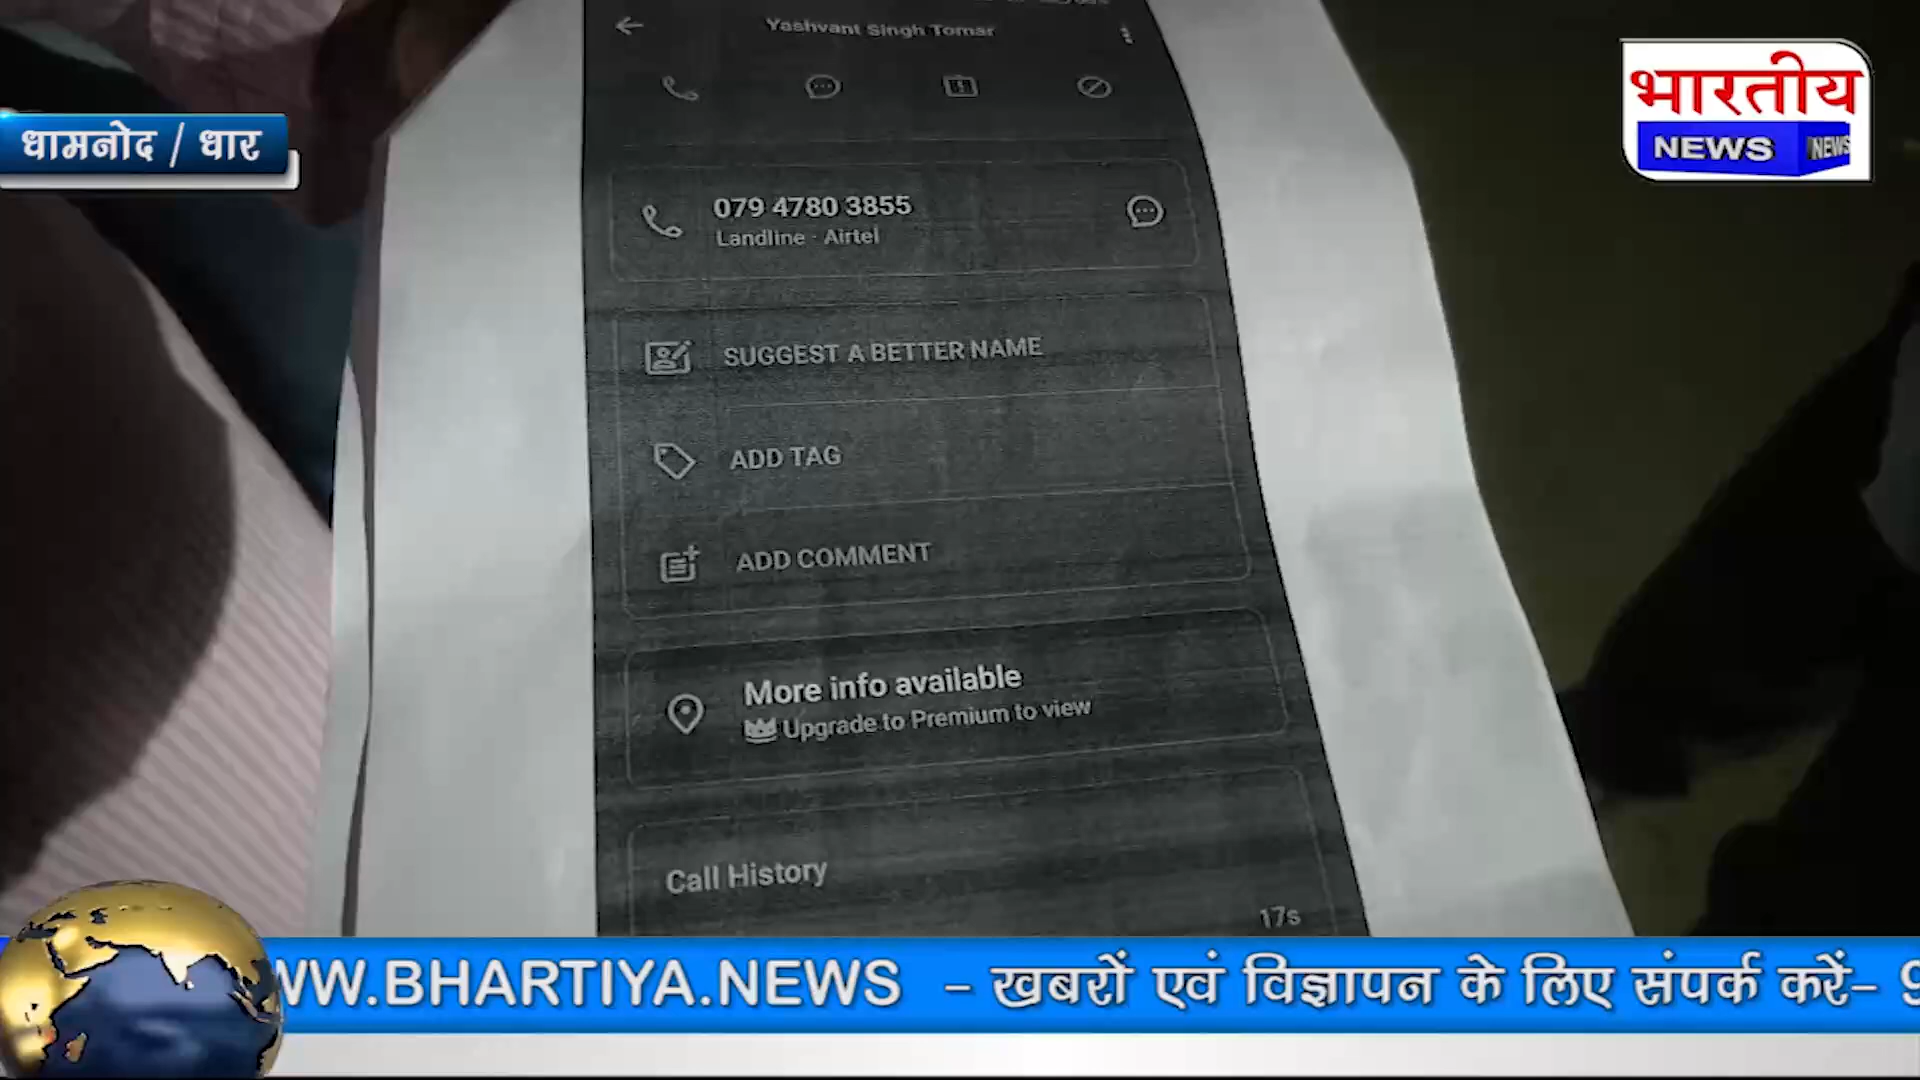 Yashvant Singh Tomar
धामनोद / धार
भारतीय
NEWS NEWS
079 4780 3855
Landline · Airtel
SUGGEST A BETTER NAME
ADD TAG
ADD COMMENT
More info available
Upgrade to Premium to view
Call History
17s
WW.BHARTIYA.NEWS – खबरों एवं विज्ञापन के लिए संपर्क करें– 9